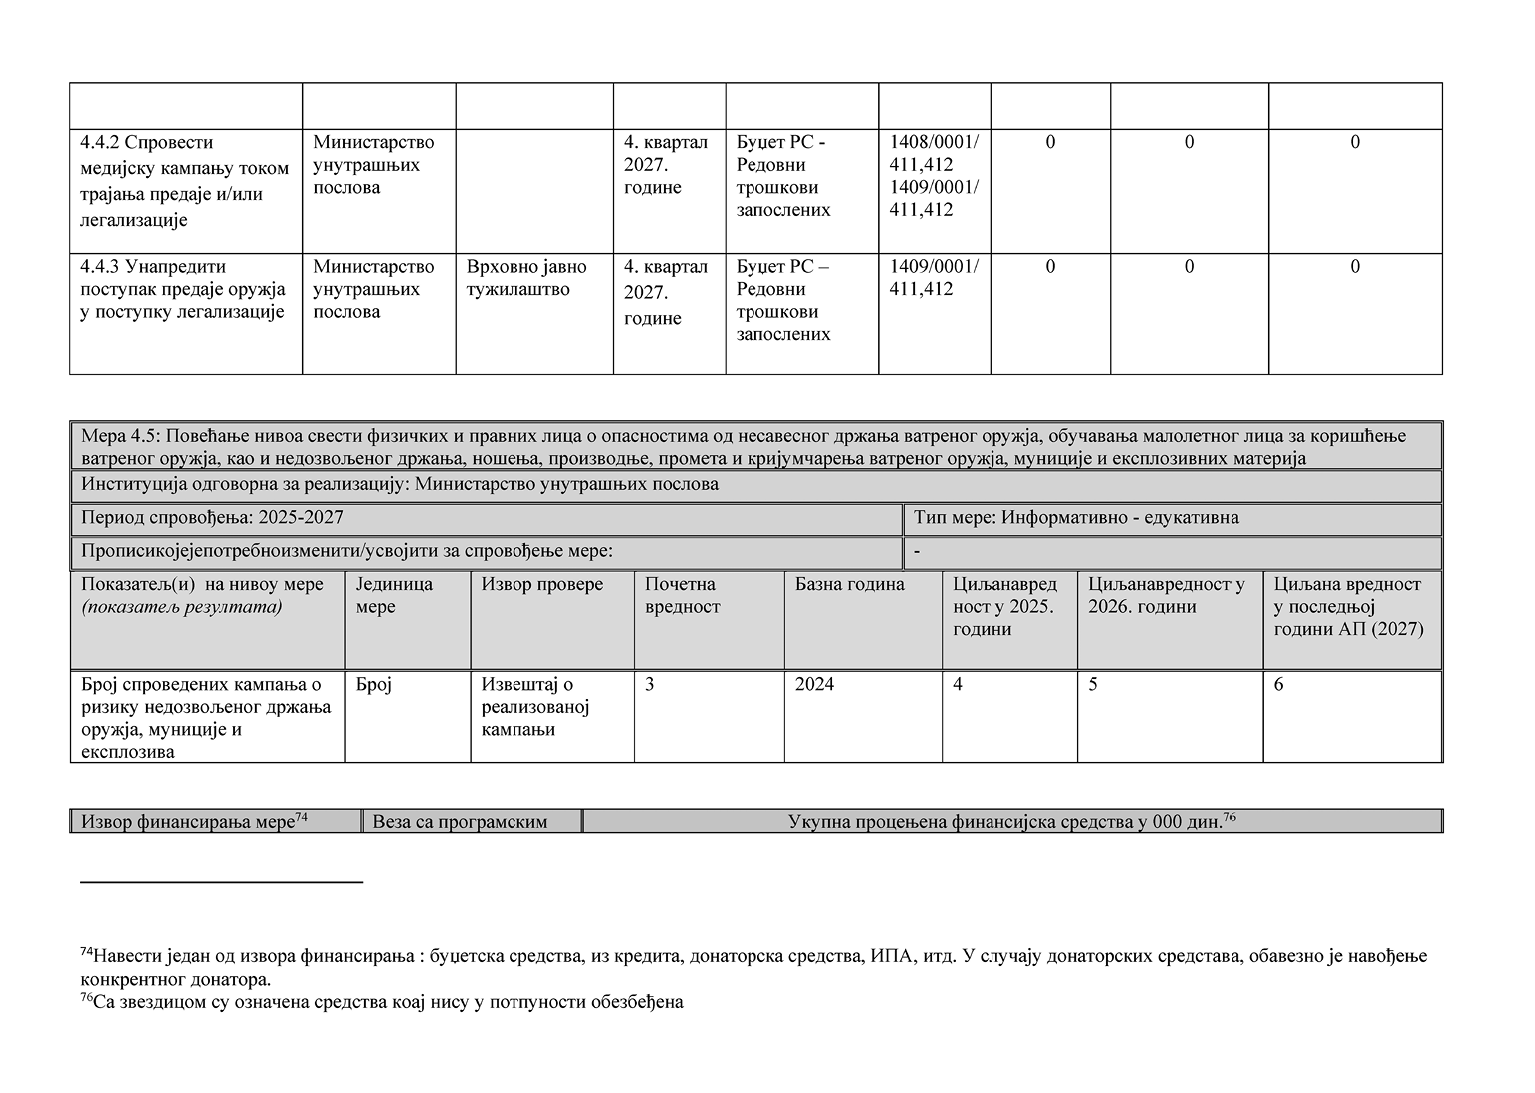 4.4.2 Спровести медијску кампању током трајања предаје и/или легализације
Министарство унутрашњих послова
4. квартал 2027. године
Буџет РС - Редовни трошкови запослених
1408/0001/ 411,412 1409/0001/ 411,412
0
0
0
4.4.3 Унапредити поступак предаје оружја у поступку легализације
Министарство унутрашњих послова
Врховно јавно тужилаштво
4. квартал 2027. године
Буџет РС – Редовни трошкови запослених
1409/0001/ 411,412
0
0
0
Мера 4.5: Повећање нивоа свести физичких и правних лица о опасностима од несавесног држања ватреног оружја, обучавања малолетног лица за коришћење
ватреног оружја, као и недозвољеног држања, ношења, производње, промета и кријумчарења ватреног оружја, муниције и експлозивних материја
Институција одговорна за реализацију: Министарство унутрашњих послова
Период спровођења: 2025-2027
Тип мере: Информативно - едукативна
Прописикојејепотребноизменити/усвојити за спровођење мере:
-
Показатељ(и) на нивоу мере (показатељ резултата)
Јединица мере
Извор провере
Почетна вредност
Базна година
Циљанавред ност у 2025. години
Циљанавредност у 2026. години
Циљана вредност у последњој години АП (2027)
Број спроведених кампања о ризику недозвољеног држања оружја, муниције и експлозива
Број
Извештај о реализованој кампањи
3
2024
4
5
6
Извор финансирања мере74
Веза са програмским
Укупна процењена финансијска средства у 000 дин.76
74Навести један од извора финансирања : буџетска средства, из кредита, донаторска средства, ИПА, итд. У случају донаторских средстава, обавезно је навођење
конкретног донатора.
76Са звездицом су означена средства коај нису у потпуности обезбеђена